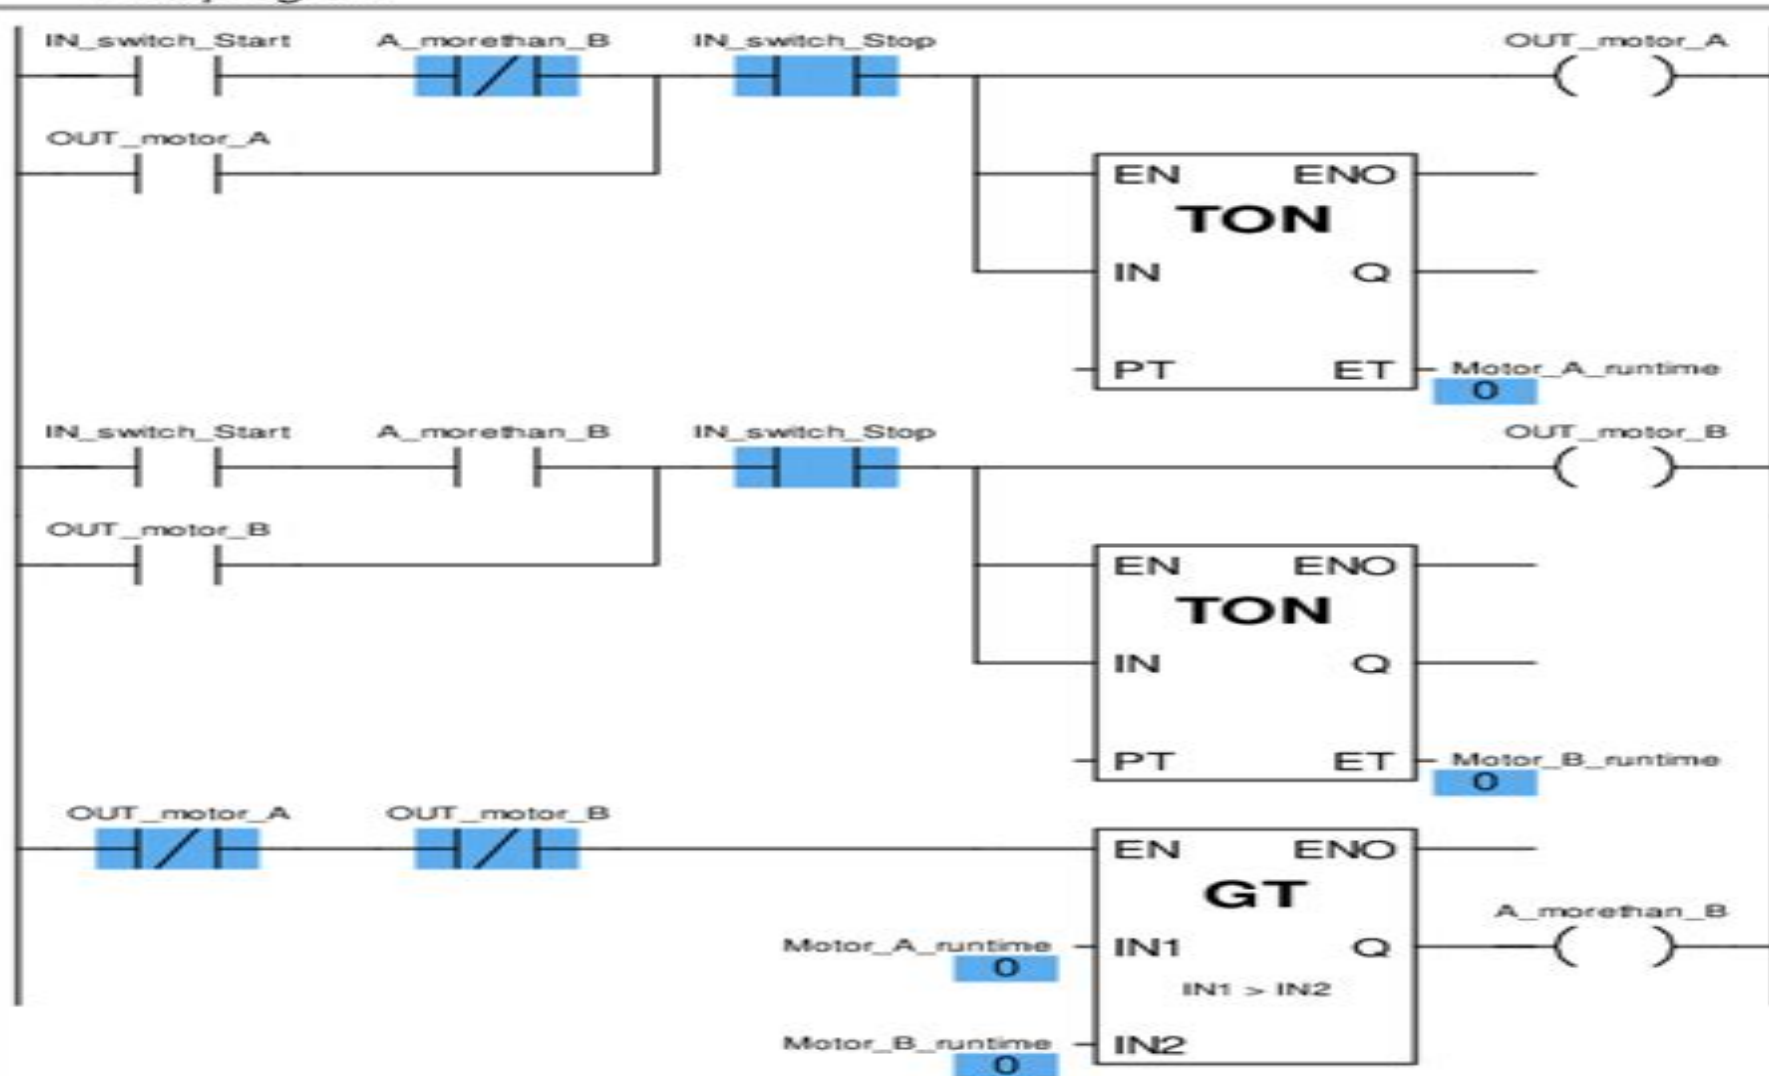 IN_switch_Start A_morethan_B IN_switch_Stop OUT_motor_A
OUT_motor_A
EN ENO
TON
IN Q
PT ET Motor_A_runtime
0
IN_switch_Start A_morethan_B IN_switch_Stop OUT_motor_B
OUT_motor_B
EN ENO
TON
IN Q
PT ET Motor_B_runtime
0
OUT_motor_A OUT_motor_B
EN ENO
GT
A_morethan_B
Motor_A_runtime IN1 Q
0
IN1 > IN2
Motor_B_runtime IN2
0